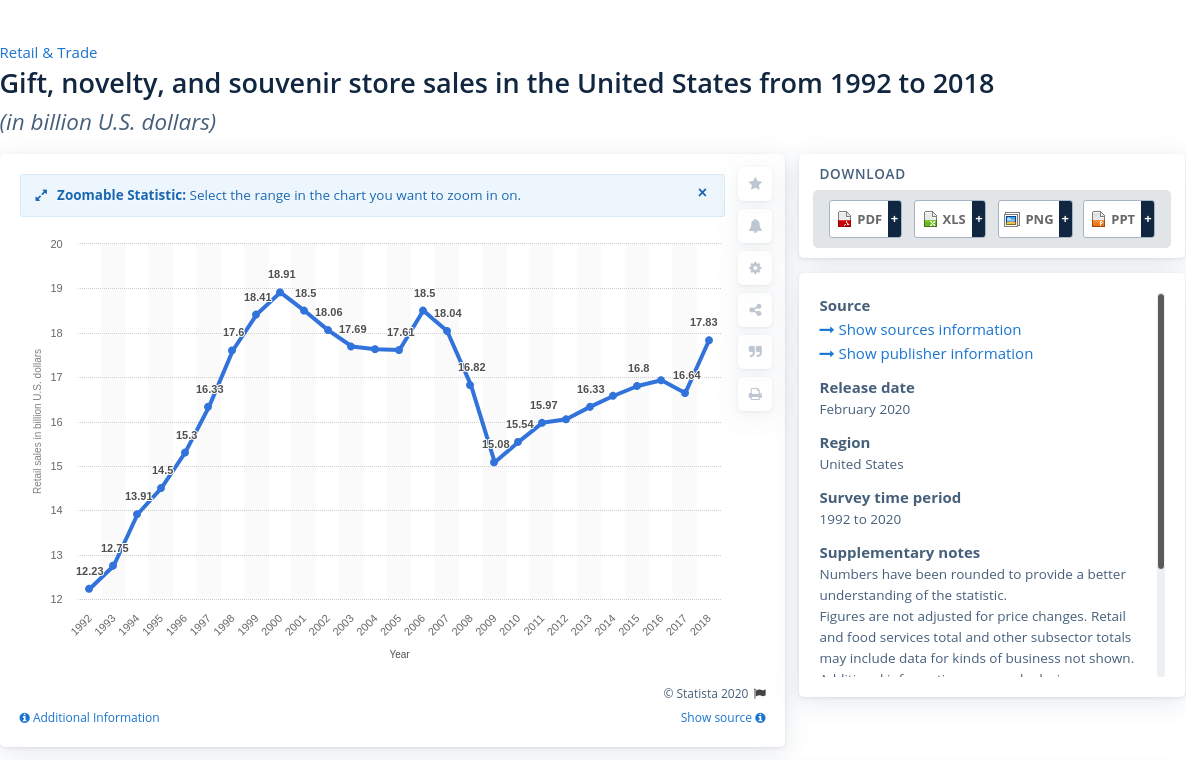 Retail & Trade
Gift, novelty, and souvenir store sales in the United States from 1992 to 2018
(in billion U.S. dollars)
Zoomable Statistic: Select the range in the chart you want to zoom in on.
×
20
19
18
17
16
15
14
13
12
Retail sales in billion U.S. dollars
12.23
12.75
13.91
14.5
15.3
16.33
17.6
18.41
18.91
18.5
18.06
17.69
17.61
18.5
18.04
16.82
15.08
15.54
15.97
16.33
16.8
16.64
17.83
1992
1993
1994
1995
1996
1997
1998
1999
2000
2001
2002
2003
2004
2005
2006
2007
2008
2009
2010
2011
2012
2013
2014
2015
2016
2017
2018
Year
© Statista 2020
Additional Information
Show source
DOWNLOAD
PDF + XLS + PNG + PPT +
Source
Show sources information
Show publisher information
Release date
February 2020
Region
United States
Survey time period
1992 to 2020
Supplementary notes
Numbers have been rounded to provide a better
understanding of the statistic.
Figures are not adjusted for price changes. Retail
and food services total and other subsector totals
may include data for kinds of business not shown.